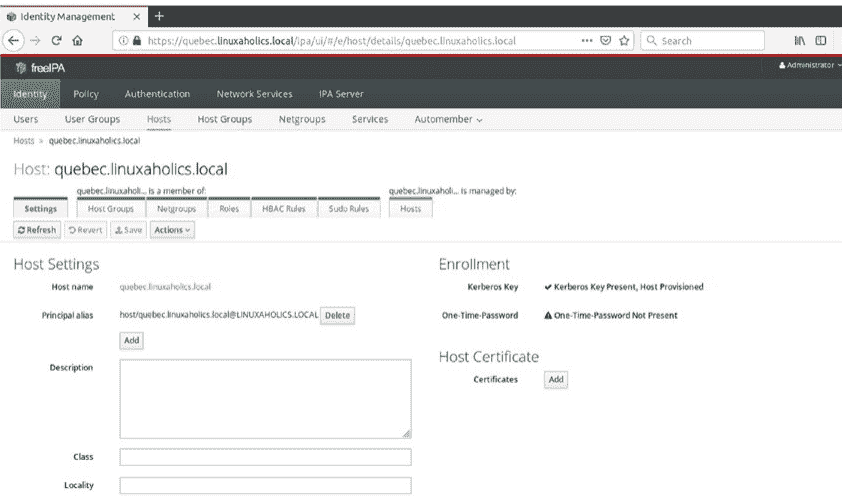 Identity Management
https://quebec.linuxaholics.local/ipa/ui/#/e/host/details/quebec.linuxaholics.local
Search
freeIPA
Administrator
Identity Policy Authentication Network Services IPA Server
Users User Groups Hosts Host Groups Netgroups Services Automember
Hosts » quebec.linuxaholics.local
Host: quebec.linuxaholics.local
quebec.linuxaholi... is a member of:
quebec.linuxaholi... is managed by:
Settings Host Groups Netgroups Roles HBAC Rules Sudo Rules Hosts
Refresh Revert Save Actions
Host Settings
Host name quebec.linuxaholics.local
Principal alias host/quebec.linuxaholics.local@LINUXAHOLICS.LOCAL Delete
Add
Description
Class
Locality
Enrollment
Kerberos Key Kerberos Key Present, Host Provisioned
One-Time-Password One-Time-Password Not Present
Host Certificate
Certificates Add